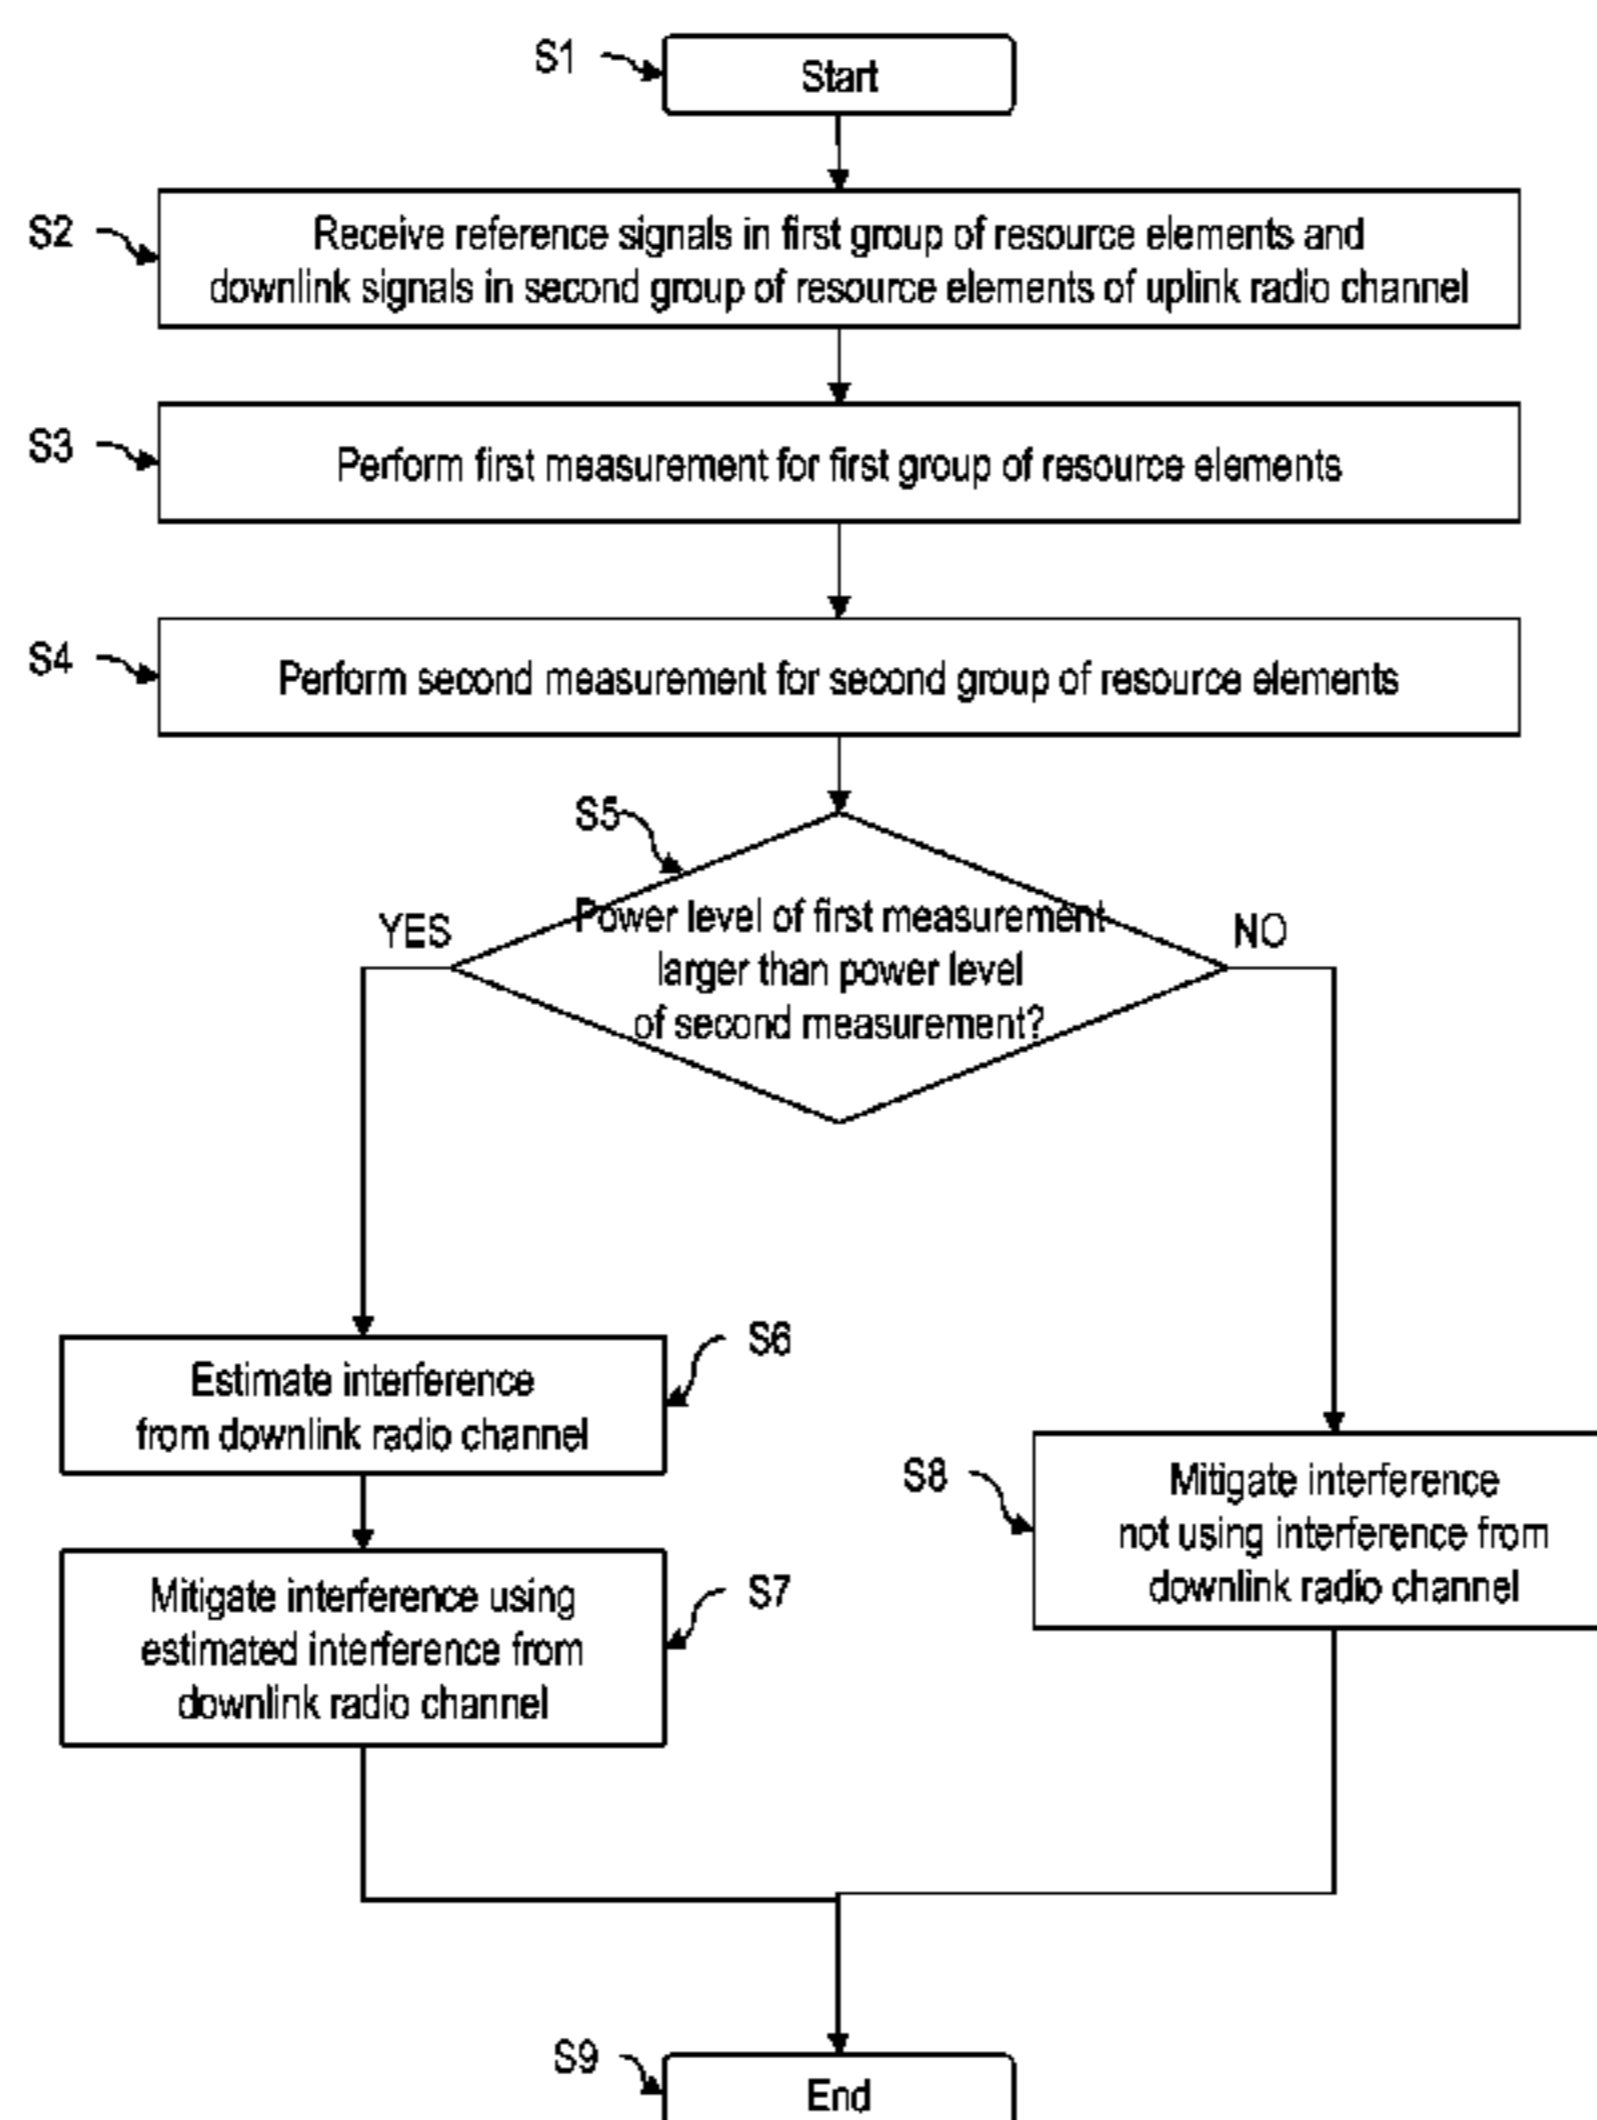 S1
Start
S2
Receive reference signals in first group of resource elements and
downlink signals in second group of resource elements of uplink radio channel
S3
Perform first measurement for first group of resource elements
S4
Perform second measurement for second group of resource elements
S5
YES
Power level of first measurement
larger than power level
of second measurement?
NO
S6
Estimate interference
from downlink radio channel
S7
Mitigate interference using
estimated interference from
downlink radio channel
S8
Mitigate interference
not using interference from
downlink radio channel
S9
End